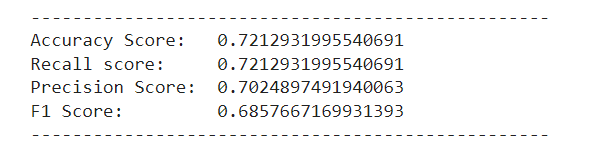 --------------------------------------------------
Accuracy Score:   0.7212931995540691
Recall score:     0.7212931995540691
Precision Score:  0.7024897491940063
F1 Score:         0.6857667169931393
--------------------------------------------------